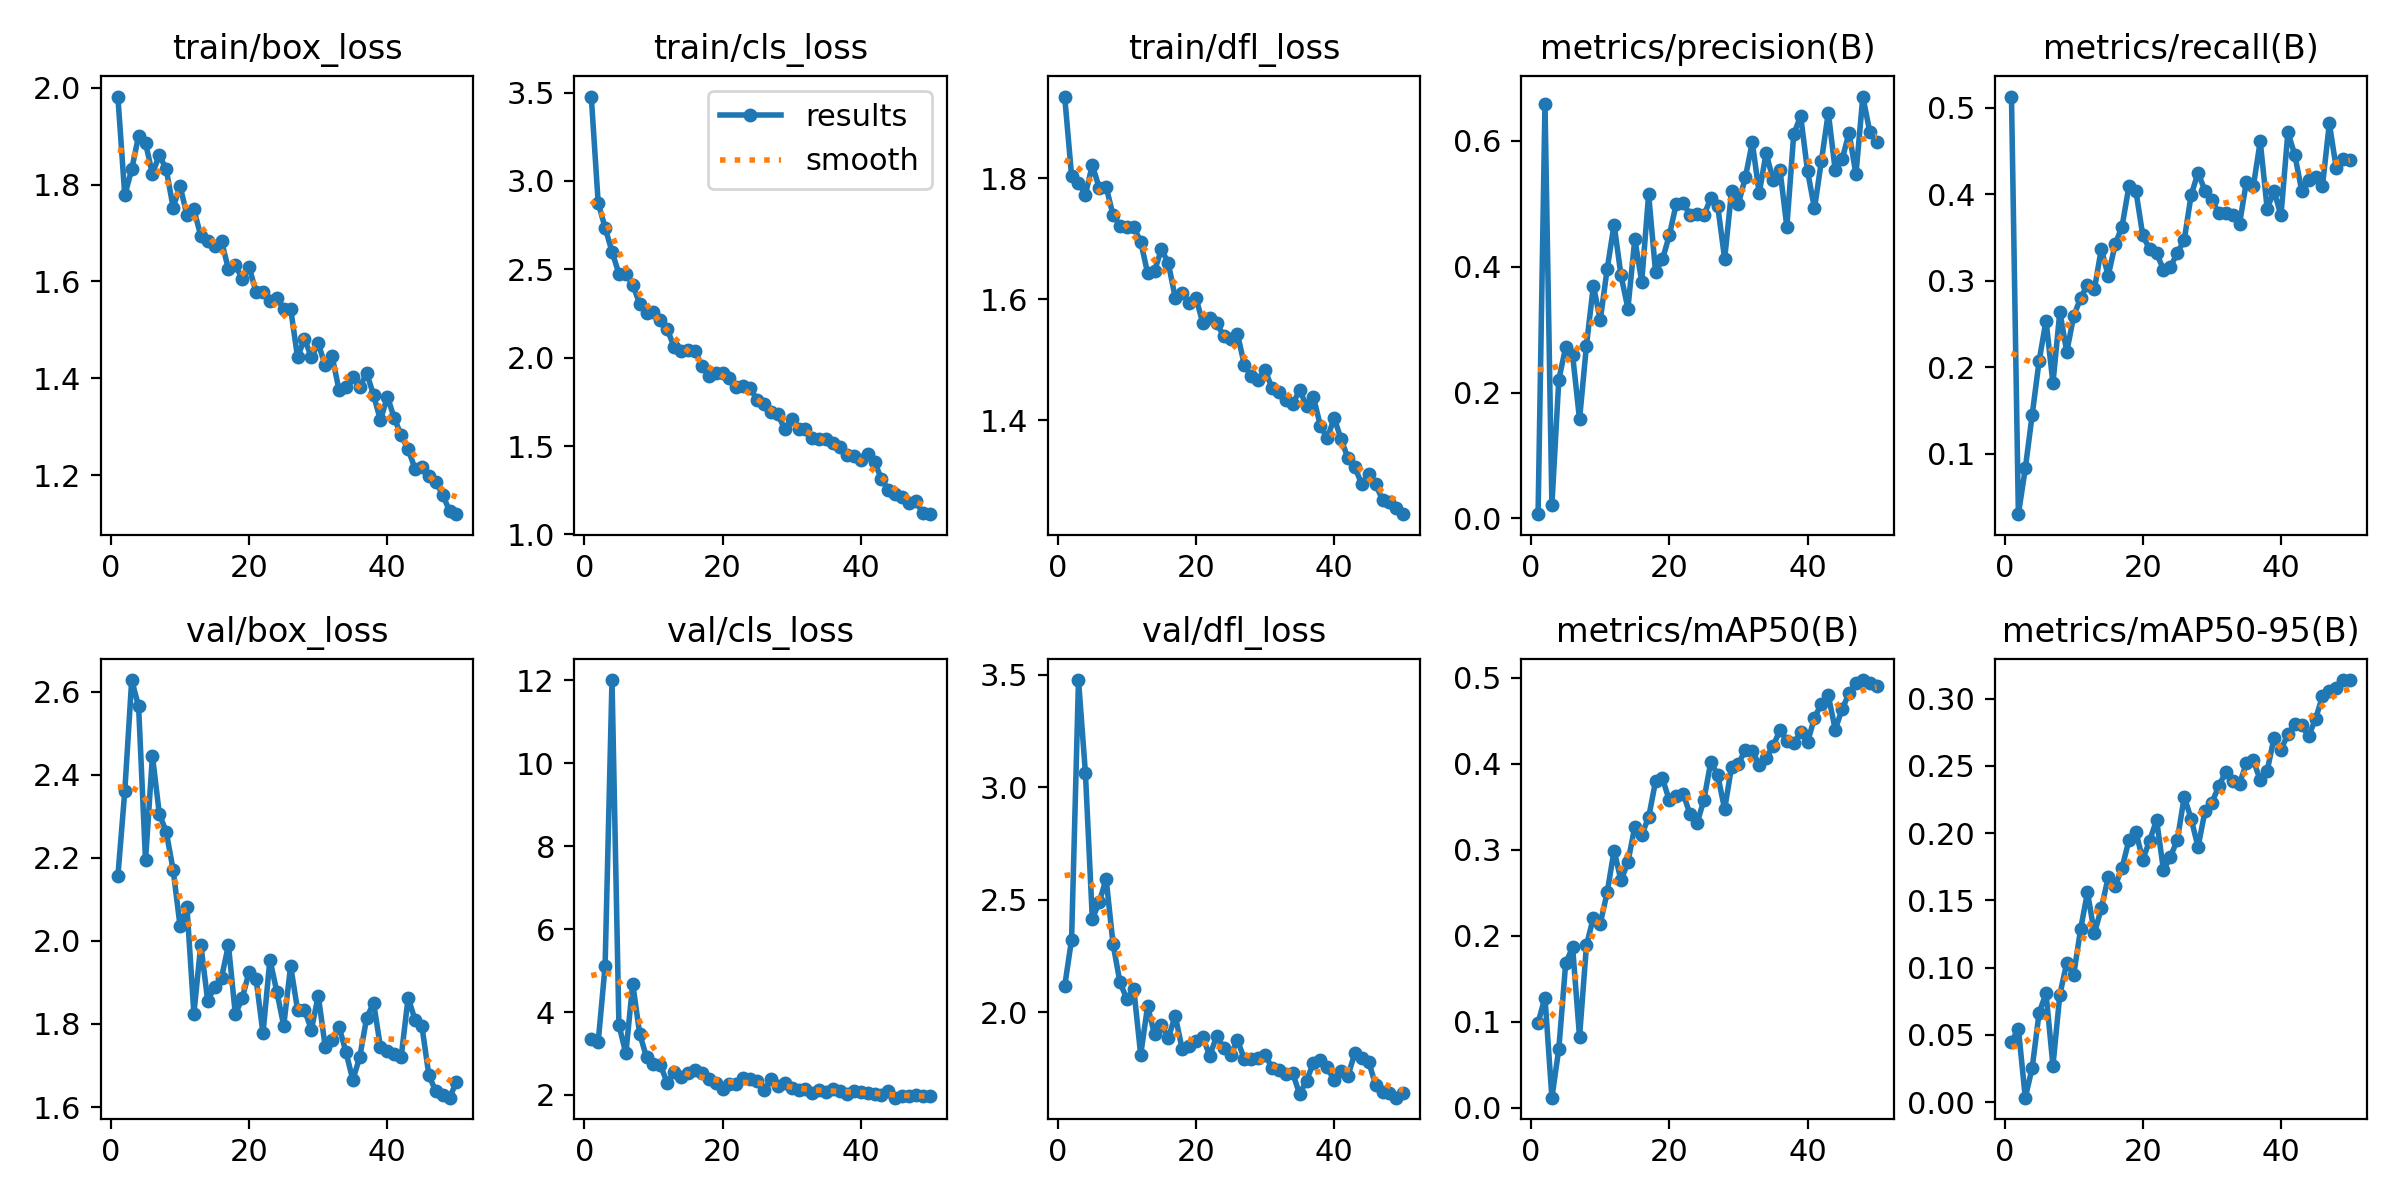 train/box_loss
2.0
1.8
1.6
1.4
1.2
0 20 40
train/cls_loss
results
smooth
3.5
3.0
2.5
2.0
1.5
1.0
0 20 40
train/dfl_loss
1.8
1.6
1.4
0 20 40
metrics/precision(B)
0.6
0.4
0.2
0.0
0 20 40
metrics/recall(B)
0.5
0.4
0.3
0.2
0.1
0 20 40
val/box_loss
2.6
2.4
2.2
2.0
1.8
1.6
0 20 40
val/cls_loss
12
10
8
6
4
2
0 20 40
val/dfl_loss
3.5
3.0
2.5
2.0
0 20 40
metrics/mAP50(B)
0.5
0.4
0.3
0.2
0.1
0.0
0 20 40
metrics/mAP50-95(B)
0.30
0.25
0.20
0.15
0.10
0.05
0.00
0 20 40